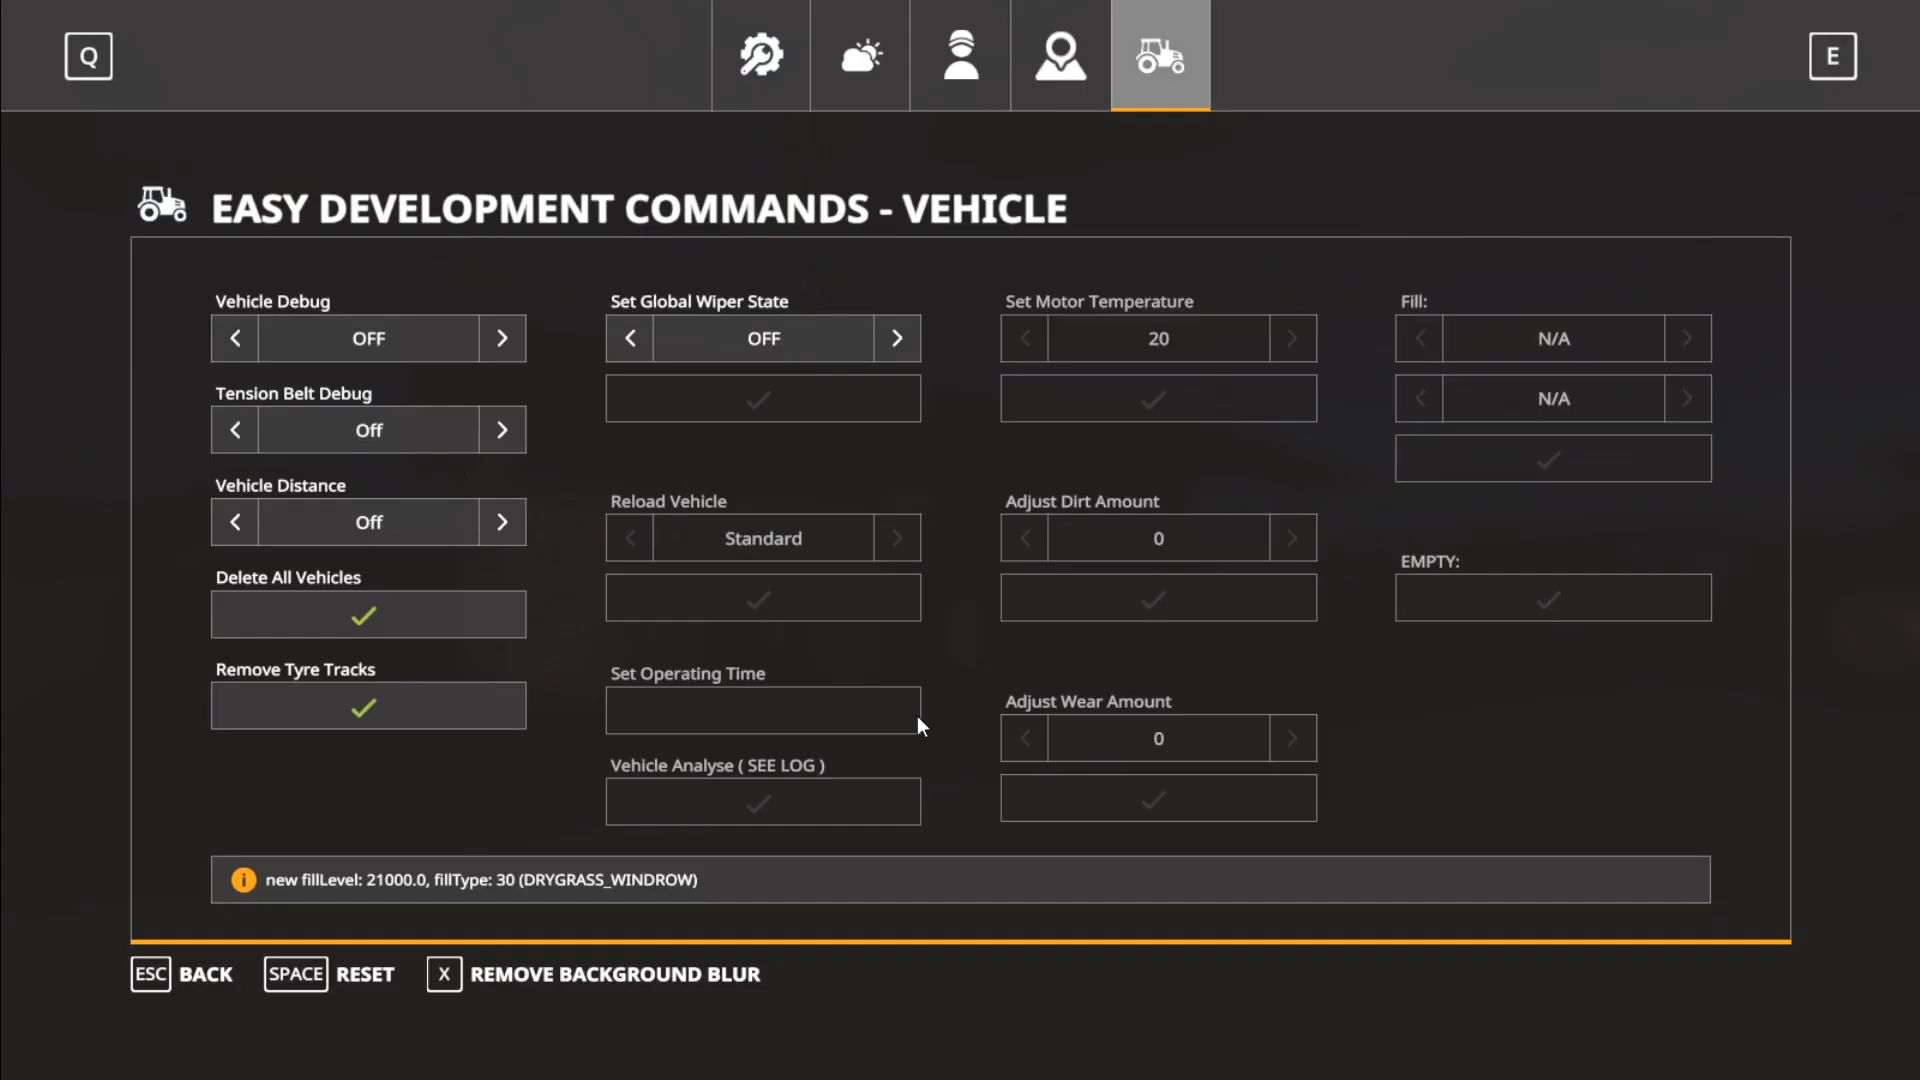 Q
E
EASY DEVELOPMENT COMMANDS - VEHICLE
Vehicle Debug
OFF
Tension Belt Debug
Off
Vehicle Distance
Off
Delete All Vehicles
Remove Tyre Tracks
Set Global Wiper State
OFF
Reload Vehicle
Standard
Set Operating Time
Vehicle Analyse ( SEE LOG )
Set Motor Temperature
20
Adjust Dirt Amount
0
Adjust Wear Amount
0
Fill:
N/A
N/A
EMPTY:
new fillLevel: 21000.0, fillType: 30 (DRYGRASS_WINDROW)
ESC BACK SPACE RESET X REMOVE BACKGROUND BLUR